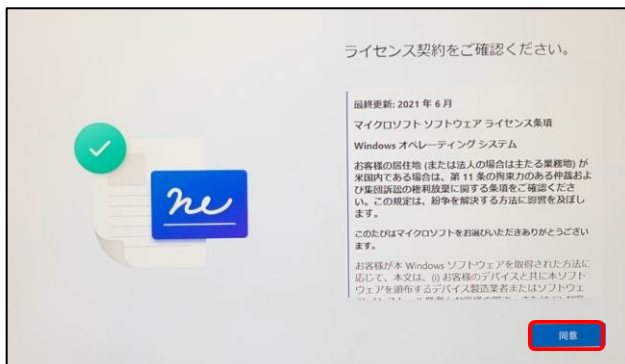 ライセンス契約をご確認ください。
最終更新: 2021 年 6 月
マイクロソフト ソフトウェア ライセンス条項
Windows オペレーティング システム
お客様の居住地 (または法人の場合は主たる業務地) が
米国内である場合は、第 11 条の拘束力のある仲裁およ
び集団訴訟の権利放棄に関する条項をご確認くださ
い。この規定は、紛争を解決する方法に影響を及ぼし
ます。
このたびはマイクロソフトをお選びいただきありがとうござい
ます。
お客様が本 Windows ソフトウェアを取得された方法に
応じて、本文は、(i) お客様のデバイスと共に本ソフト
ウェアを頒布するデバイス製造業者またはソフトウェ
同意